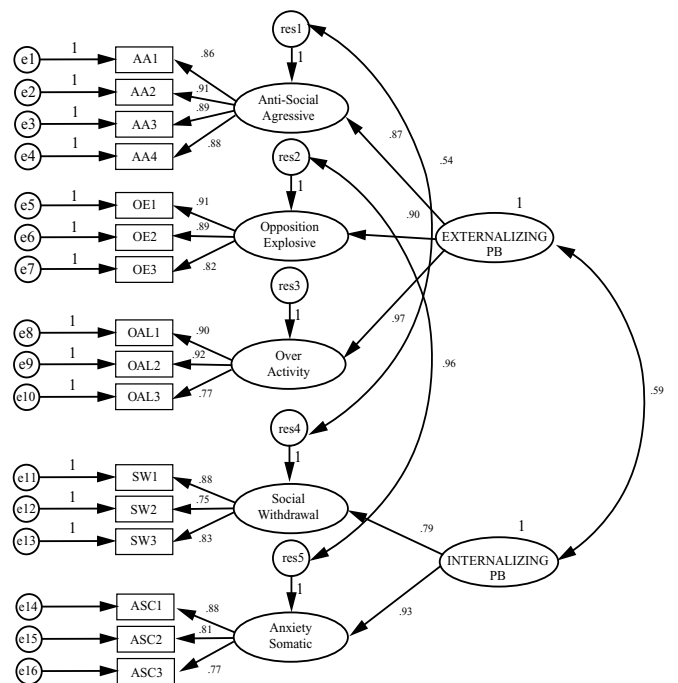 res1
e1 1 AA1 .86
e2 1 AA2 .91
e3 1 AA3 .89
e4 1 AA4 .88
1
Anti-Social
Agressive
.87
.54
res2
e5 1 OE1 .91
e6 1 OE2 .89
e7 1 OE3 .82
1
Opposition
Explosive
.90
1
EXTERNALIZING
PB
res3
e8 1 OAL1 .90
e9 1 OAL2 .92
e10 1 OAL3 .77
1
Over
Activity
.97
.96
.59
res4
e11 1 SW1 .88
e12 1 SW2 .75
e13 1 SW3 .83
1
Social
Withdrawal
.79
1
INTERNALIZING
PB
res5
e14 ASC1 .88
e15 ASC2 .81
e16 ASC3 .77
1
Anxiety
Somatic
.93